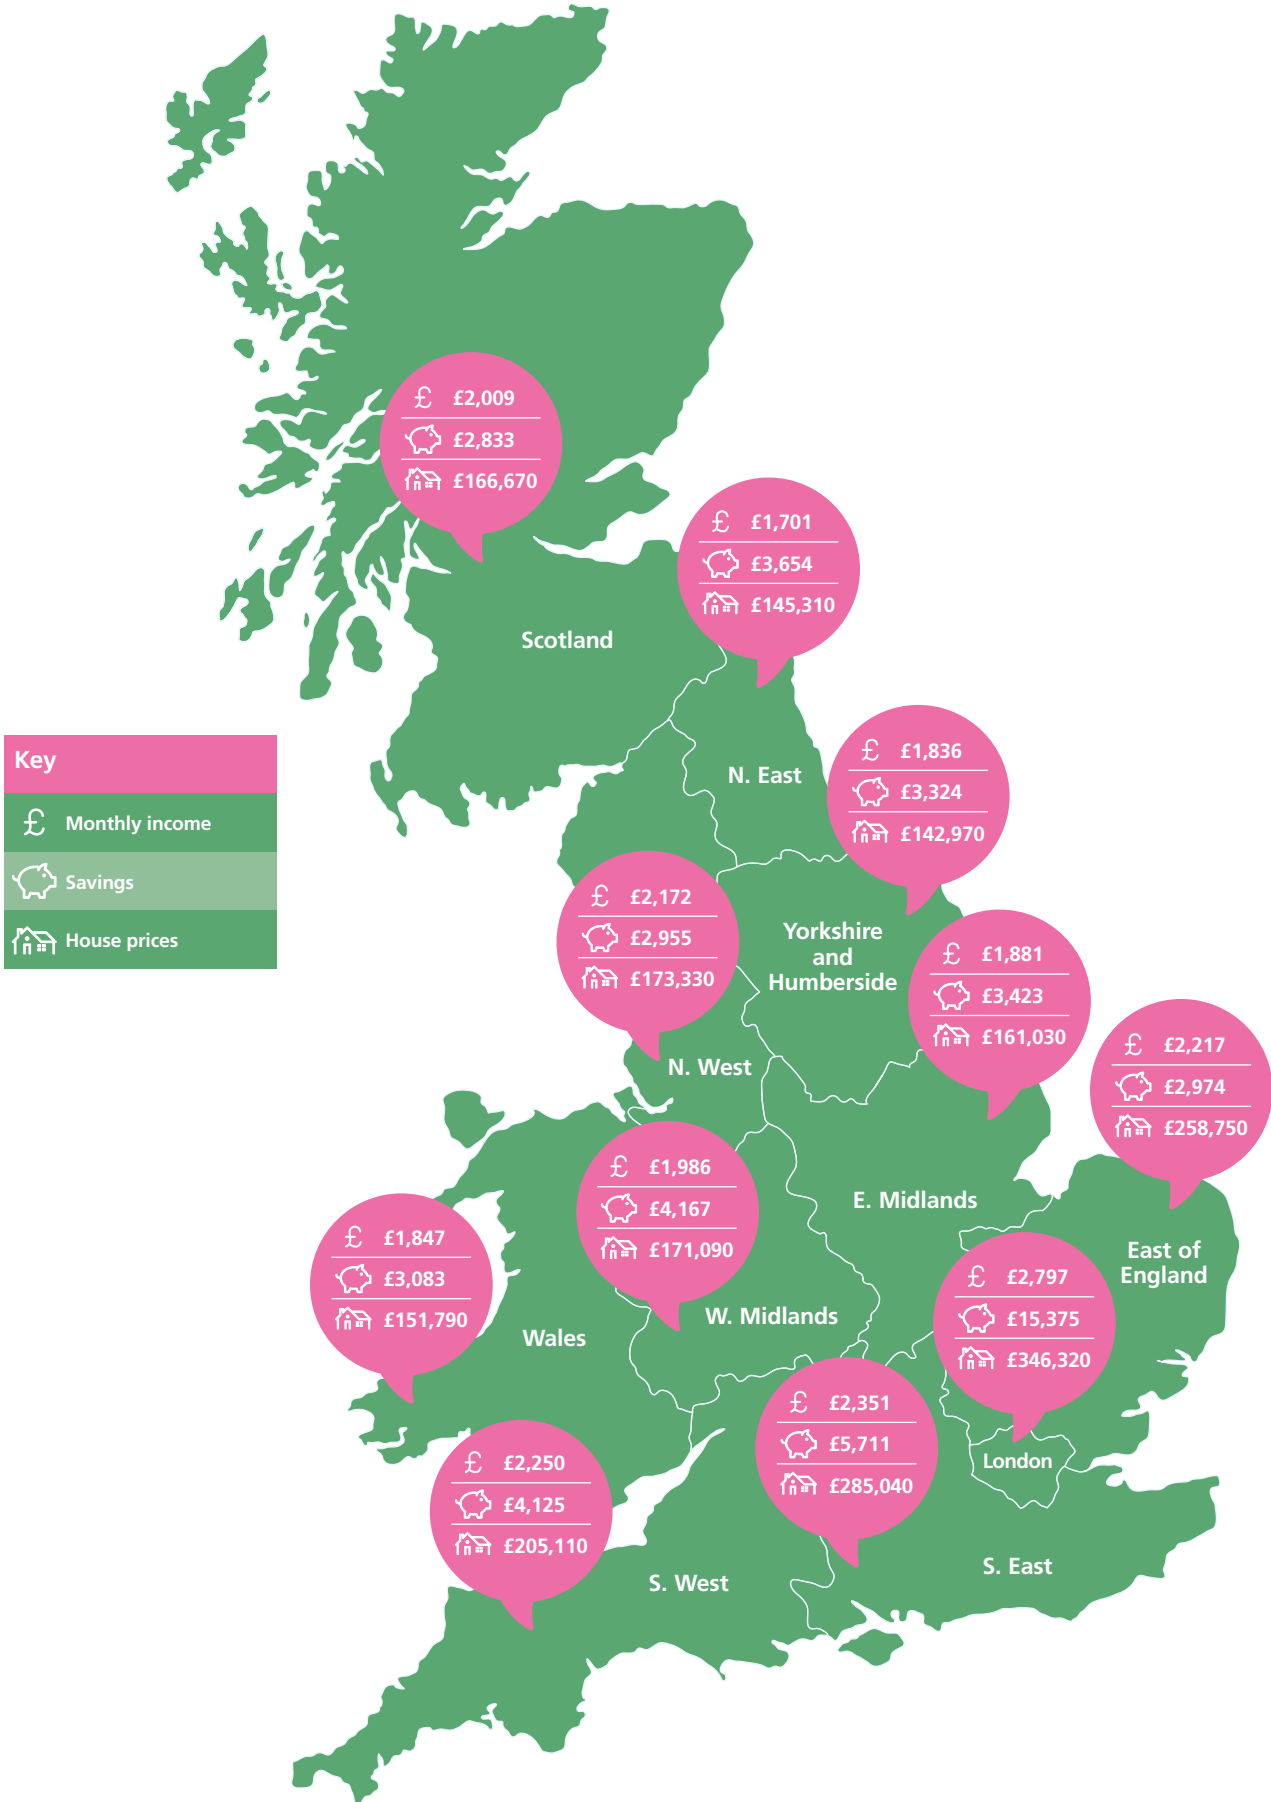 £2,009
£2,833
£166,670
£1,701
£3,654
£145,310
Scotland
N. East
£1,836
£3,324
£142,970
Key
£ Monthly income
Savings
House prices
£2,172
£2,955
£173,330
Yorkshire
and
Humberside
£1,881
£3,423
£161,030
N. West
£2,217
£2,974
£258,750
£1,986
£4,167
£171,090
E. Midlands
East of
England
£1,847
£3,083
£151,790
£2,797
£15,375
£346,320
W. Midlands
Wales
£2,351
£5,711
£285,040
London
£2,250
£4,125
£205,110
S. West
S. East